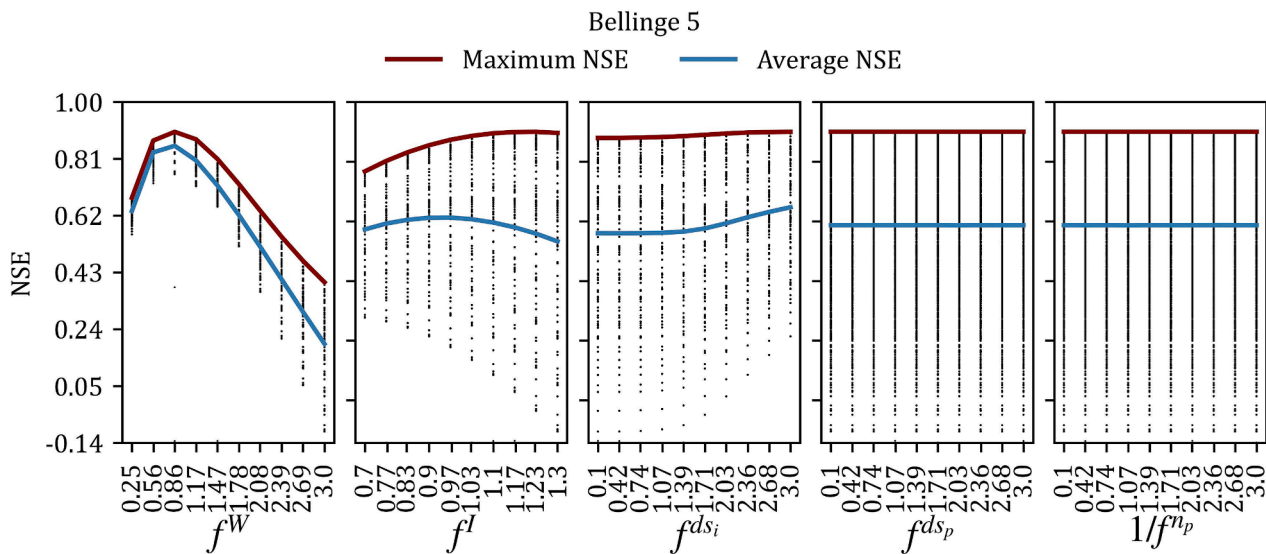 Bellinge 5
Maximum NSE Average NSE
NSE
1.00
0.81
0.62
0.43
0.24
0.05
-0.14
0.25 0.56 0.86 1.17 1.47 1.78 2.08 2.39 2.69 3.0
0.7 0.77 0.83 0.9 0.97 1.03 1.1 1.17 1.23 1.3
0.1 0.42 0.74 1.07 1.39 1.71 2.03 2.36 2.68 3.0
0.1 0.42 0.74 1.07 1.39 1.71 2.03 2.36 2.68 3.0
0.1 0.42 0.74 1.07 1.39 1.71 2.03 2.36 2.68 3.0
f^W f^I f^{ds_i} f^{ds_p} 1/f^{n_p}